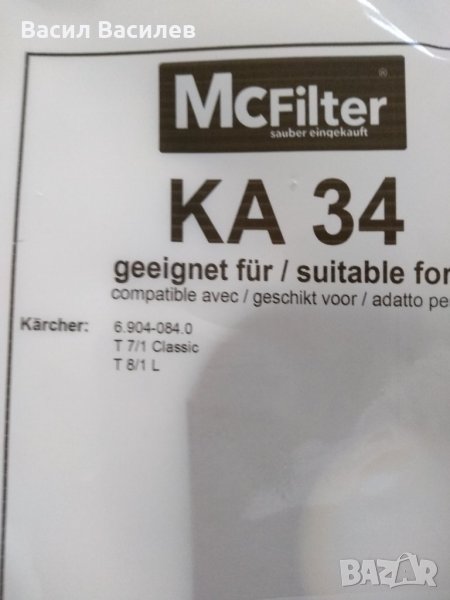 Васил Василев
McFilter
®
sauber eingekauft
KA 34
geeignet für / suitable for
compatible avec / geschikt voor / adatto pe
Kärcher: 6.904-084.0
T 7/1 Classic
T 8/1 L
BAZAR